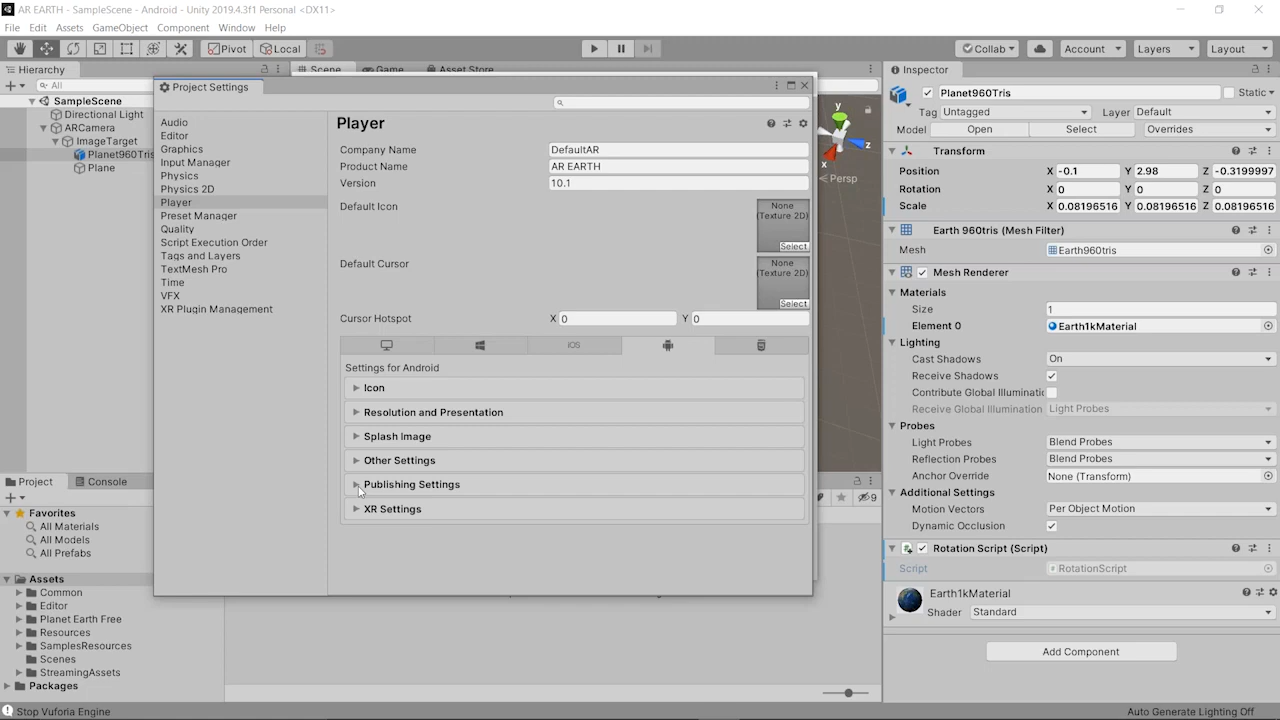 AR EARTH - SampleScene - Android - Unity 2019.4.3f1 Personal <DX11>
File Edit Assets GameObject Component Window Help
Pivot Local Collab Account Layers Layout
Hierarchy
All
SampleScene
Directional Light
ARCamera
ImageTarget
Planet960Tris
Plane
Scene Game Asset Store
Project Settings
Audio
Editor
Graphics
Input Manager
Physics
Physics 2D
Player
Preset Manager
Quality
Script Execution Order
Tags and Layers
TextMesh Pro
Time
VFX
XR Plugin Management
Player
Company Name DefaultAR
Product Name AR EARTH
Version 10.1
Default Icon
None
(Texture 2D)
Select
Default Cursor
None
(Texture 2D)
Select
Cursor Hotspot X 0 Y 0
iOS
Settings for Android
Icon
Resolution and Presentation
Splash Image
Other Settings
Publishing Settings
XR Settings
y
z
x
Persp
9
Inspector
Planet960Tris Static
Tag Untagged Layer Default
Model Open Select Overrides
Transform
Position X -0.1 Y 2.98 Z -0.3199997
Rotation X 0 Y 0 Z 0
Scale X 0.08196516 Y 0.08196516 Z 0.08196516
Earth 960tris (Mesh Filter)
Mesh Earth960tris
Mesh Renderer
Materials
Size 1
Element 0 Earth1kMaterial
Lighting
Cast Shadows On
Receive Shadows
Contribute Global Illuminatic
Receive Global Illumination Light Probes
Probes
Light Probes Blend Probes
Reflection Probes Blend Probes
Anchor Override None (Transform)
Additional Settings
Motion Vectors Per Object Motion
Dynamic Occlusion
Rotation Script (Script)
Script RotationScript
Earth1kMaterial
Shader Standard
Add Component
Project Console
Favorites
All Materials
All Models
All Prefabs
Assets
Common
Editor
Planet Earth Free
Resources
SamplesResources
Scenes
StreamingAssets
Packages
Stop Vuforia Engine
Auto Generate Lighting Off